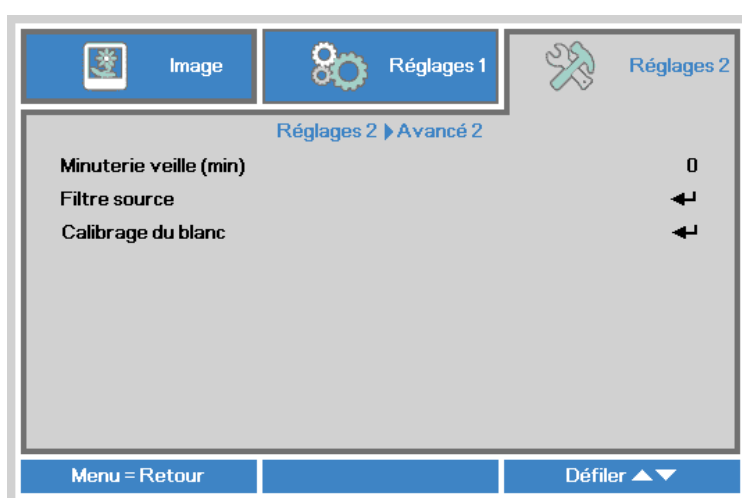 Image
Réglages 1
Réglages 2
Réglages 2 Avancé 2
Minuterie veille (min) 0
Filtre source
Calibrage du blanc
Menu = Retour
Défiler